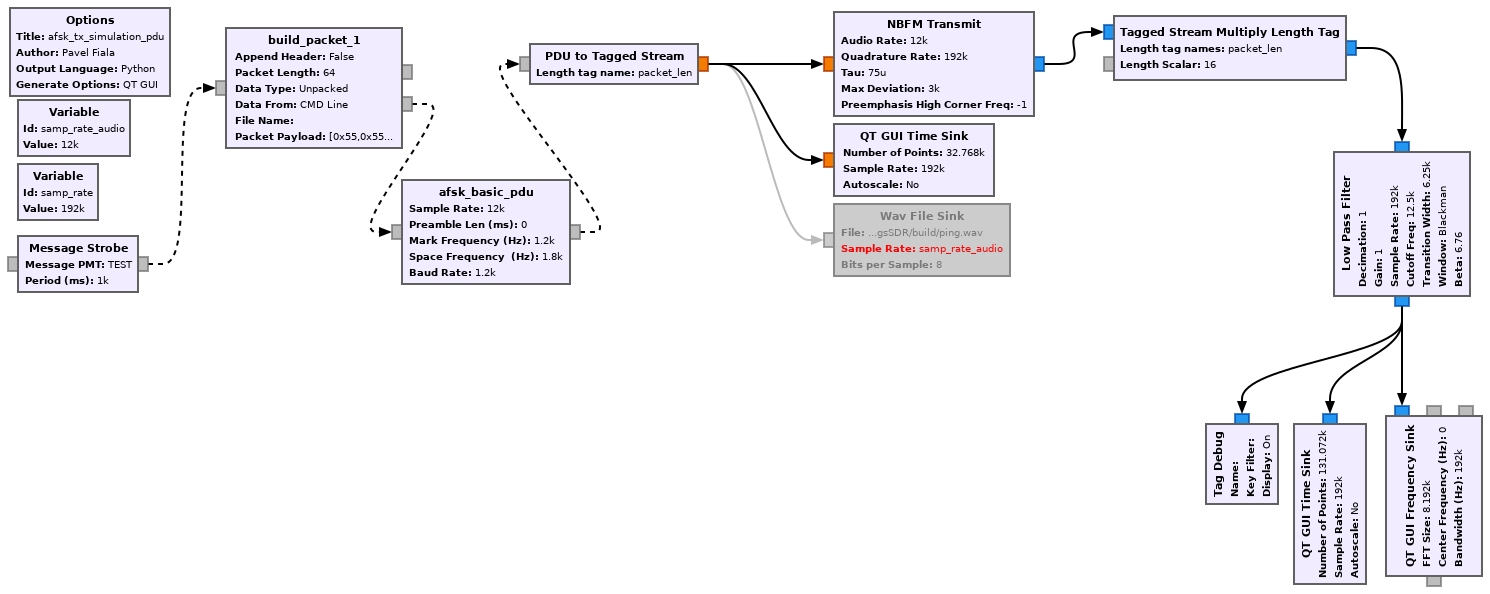 Options
Title: afsk_tx_simulation_pdu
Author: Pavel Fiala
Output Language: Python
Generate Options: QT GUI
Variable
Id: samp_rate_audio
Value: 12k
Variable
Id: samp_rate
Value: 192k
Message Strobe
Message PMT: TEST
Period (ms): 1k
build_packet_1
Append Header: False
Packet Length: 64
Data Type: Unpacked
Data From: CMD Line
File Name:
Packet Payload: [0x55,0x55...
afsk_basic_pdu
Sample Rate: 12k
Preamble Len (ms): 0
Mark Frequency (Hz): 1.2k
Space Frequency  (Hz): 1.8k
Baud Rate: 1.2k
PDU to Tagged Stream
Length tag name: packet_len
NBFM Transmit
Audio Rate: 12k
Quadrature Rate: 192k
Tau: 75u
Max Deviation: 3k
Preemphasis High Corner Freq: -1
QT GUI Time Sink
Number of Points: 32.768k
Sample Rate: 192k
Autoscale: No
Wav File Sink
File: ...gsSDR/build/ping.wav
Sample Rate: samp_rate_audio
Bits per Sample: 8
Tagged Stream Multiply Length Tag
Length tag names: packet_len
Length Scalar: 16
Low Pass Filter
Decimation: 1
Gain: 1
Sample Rate: 192k
Cutoff Freq: 12.5k
Transition Width: 6.25k
Window: Blackman
Beta: 6.76
Tag Debug
Name:
Key Filter:
Display: On
QT GUI Time Sink
Number of Points: 131.072k
Sample Rate: 192k
Autoscale: No
QT GUI Frequency Sink
FFT Size: 8.192k
Center Frequency (Hz): 0
Bandwidth (Hz): 192k